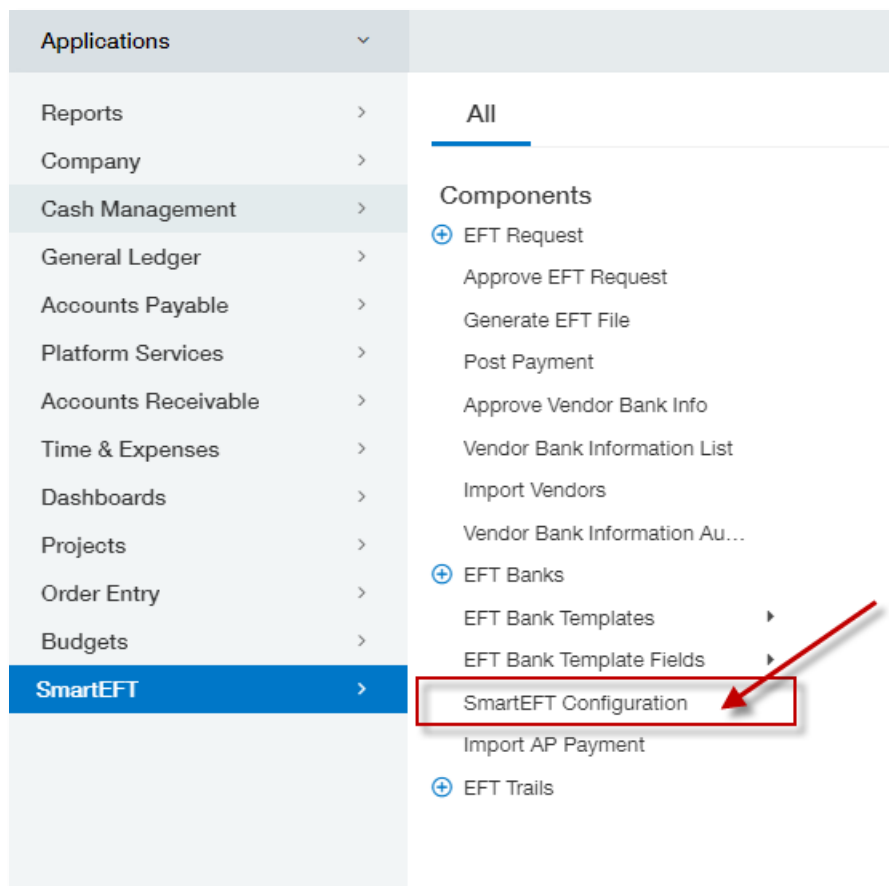 Applications
Reports
Company
Cash Management
General Ledger
Accounts Payable
Platform Services
Accounts Receivable
Time & Expenses
Dashboards
Projects
Order Entry
Budgets
SmartEFT
All
Components
EFT Request
Approve EFT Request
Generate EFT File
Post Payment
Approve Vendor Bank Info
Vendor Bank Information List
Import Vendors
Vendor Bank Information Au...
EFT Banks
EFT Bank Templates
EFT Bank Template Fields
SmartEFT Configuration
Import AP Payment
EFT Trails